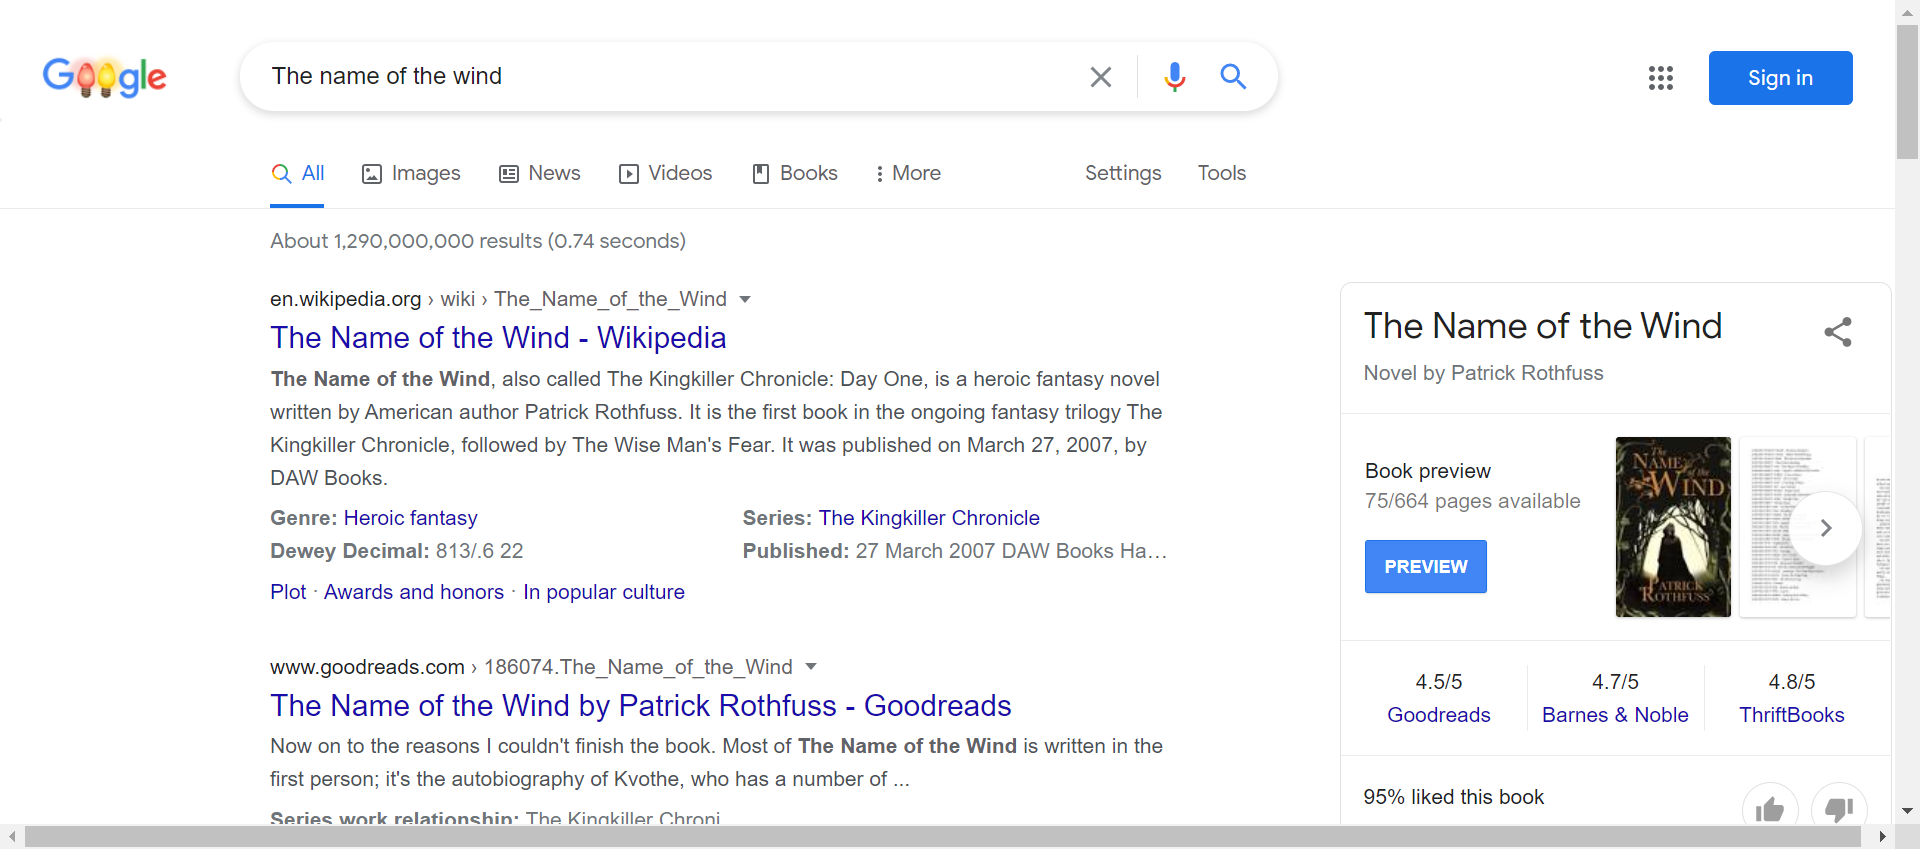 Google
The name of the wind
Sign in
All
Images
News
Videos
Books
More
Settings
Tools
About 1,290,000,000 results (0.74 seconds)
en.wikipedia.org › wiki › The_Name_of_the_Wind
The Name of the Wind - Wikipedia
The Name of the Wind, also called The Kingkiller Chronicle: Day One, is a heroic fantasy novel
written by American author Patrick Rothfuss. It is the first book in the ongoing fantasy trilogy The
Kingkiller Chronicle, followed by The Wise Man's Fear. It was published on March 27, 2007, by
DAW Books.
Genre: Heroic fantasy
Series: The Kingkiller Chronicle
Dewey Decimal: 813/.6 22
Published: 27 March 2007 DAW Books Ha…
Plot · Awards and honors · In popular culture
www.goodreads.com › 186074.The_Name_of_the_Wind
The Name of the Wind by Patrick Rothfuss - Goodreads
Now on to the reasons I couldn't finish the book. Most of The Name of the Wind is written in the
first person; it's the autobiography of Kvothe, who has a number of ...
Series work relationship: The Kingkiller Chroni
The Name of the Wind
Novel by Patrick Rothfuss
Book preview
75/664 pages available
PREVIEW
The
NAME
of the
WIND
PATRICK
ROTHFUSS
4.5/5
Goodreads
4.7/5
Barnes & Noble
4.8/5
ThriftBooks
95% liked this book